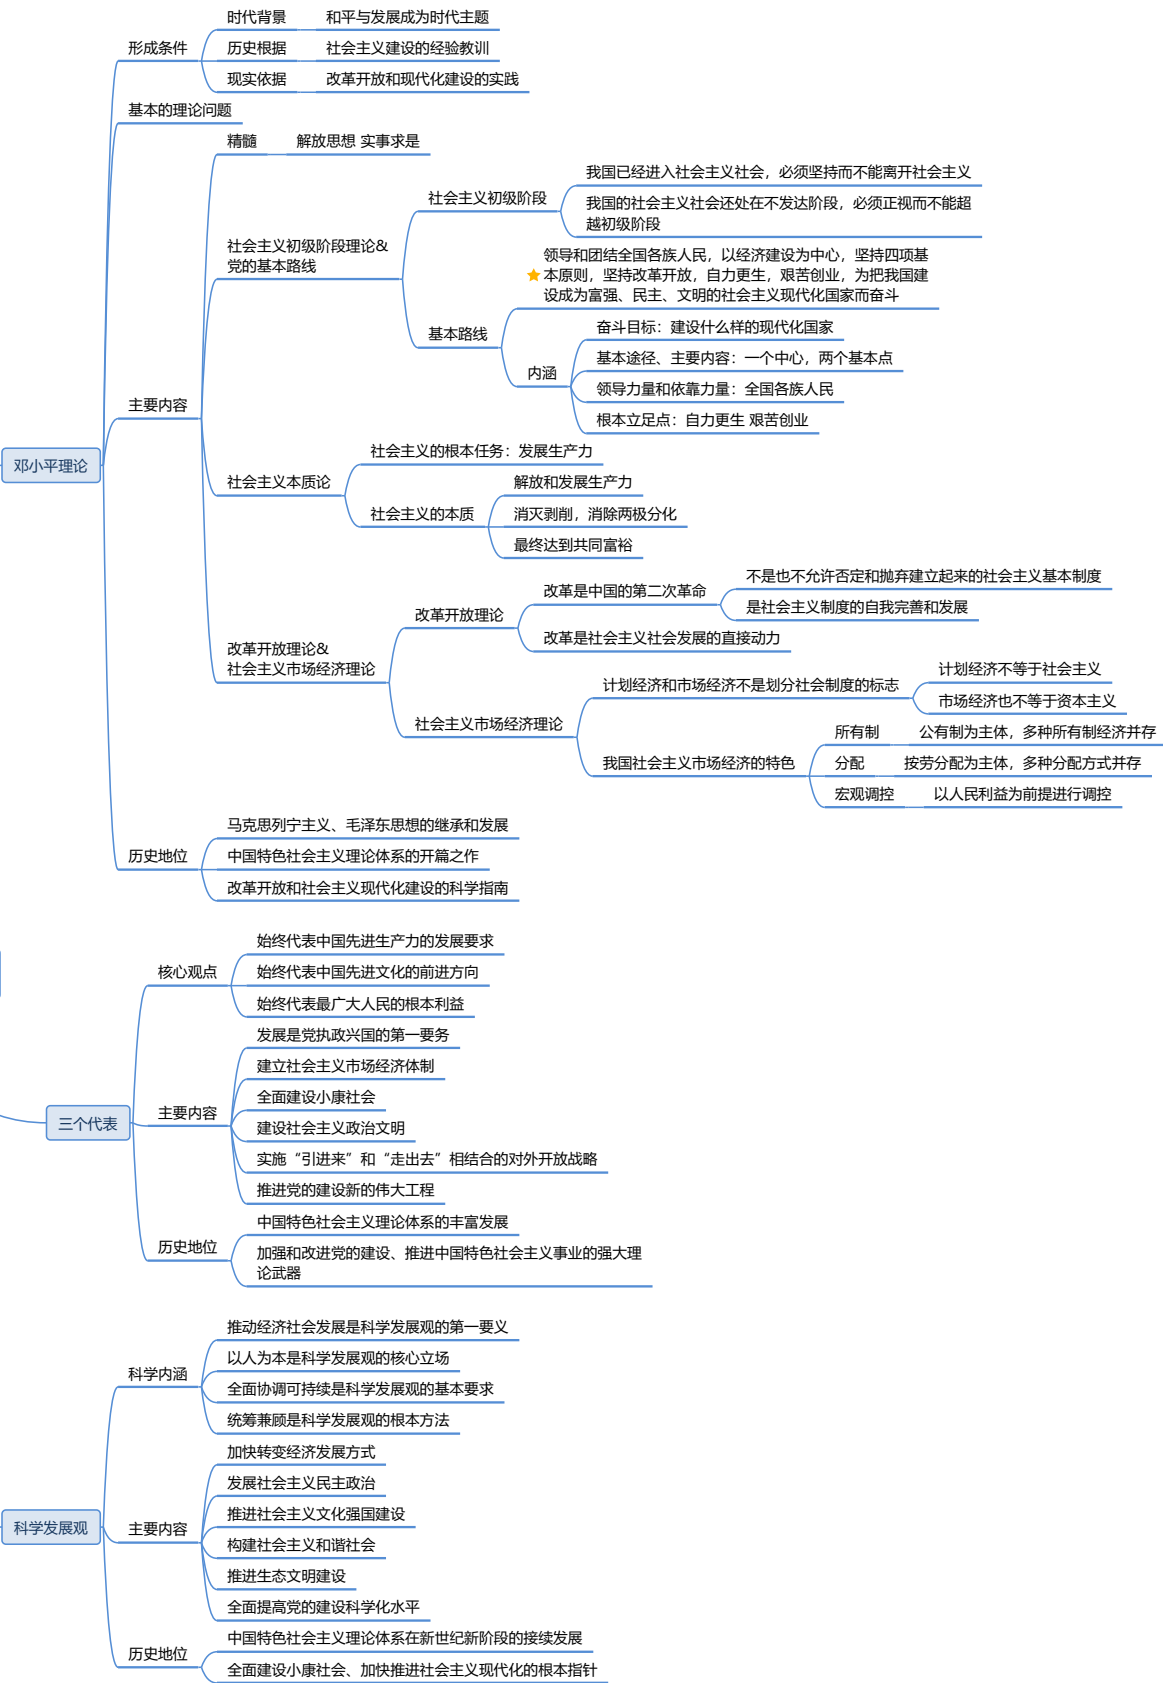 时代背景
和平与发展成为时代主题
形成条件
历史根据
社会主义建设的经验教训
现实依据
改革开放和现代化建设的实践
基本的理论问题
精髓
解放思想 实事求是
我国已经进入社会主义社会，必须坚持而不能离开社会主义
社会主义初级阶段
我国的社会主义社会还处在不发达阶段，必须正视而不能超
越初级阶段
社会主义初级阶段理论&
党的基本路线
领导和团结全国各族人民，以经济建设为中心，坚持四项基
本原则，坚持改革开放，自力更生，艰苦创业，为把我国建
设成为富强、民主、文明的社会主义现代化国家而奋斗
基本路线
奋斗目标：建设什么样的现代化国家
基本途径、主要内容：一个中心，两个基本点
内涵
领导力量和依靠力量：全国各族人民
根本立足点：自力更生 艰苦创业
主要内容
邓小平理论
社会主义的根本任务：发展生产力
社会主义本质论
解放和发展生产力
社会主义的本质
消灭剥削，消除两极分化
最终达到共同富裕
不是也不允许否定和抛弃建立起来的社会主义基本制度
改革是中国的第二次革命
是社会主义制度的自我完善和发展
改革开放理论
改革是社会主义社会发展的直接动力
改革开放理论&
社会主义市场经济理论
计划经济不等于社会主义
计划经济和市场经济不是划分社会制度的标志
市场经济也不等于资本主义
社会主义市场经济理论
所有制
公有制为主体，多种所有制经济并存
我国社会主义市场经济的特色
分配
按劳分配为主体，多种分配方式并存
宏观调控
以人民利益为前提进行调控
马克思列宁主义、毛泽东思想的继承和发展
历史地位
中国特色社会主义理论体系的开篇之作
改革开放和社会主义现代化建设的科学指南
始终代表中国先进生产力的发展要求
核心观点
始终代表中国先进文化的前进方向
始终代表最广大人民的根本利益
发展是党执政兴国的第一要务
建立社会主义市场经济体制
全面建设小康社会
三个代表
主要内容
建设社会主义政治文明
实施“引进来”和“走出去”相结合的对外开放战略
推进党的建设新的伟大工程
中国特色社会主义理论体系的丰富发展
历史地位
加强和改进党的建设、推进中国特色社会主义事业的强大理
论武器
推动经济社会发展是科学发展观的第一要义
科学内涵
以人为本是科学发展观的核心立场
全面协调可持续是科学发展观的基本要求
统筹兼顾是科学发展观的根本方法
加快转变经济发展方式
发展社会主义民主政治
推进社会主义文化强国建设
科学发展观
主要内容
构建社会主义和谐社会
推进生态文明建设
全面提高党的建设科学化水平
中国特色社会主义理论体系在新世纪新阶段的接续发展
历史地位
全面建设小康社会、加快推进社会主义现代化的根本指针